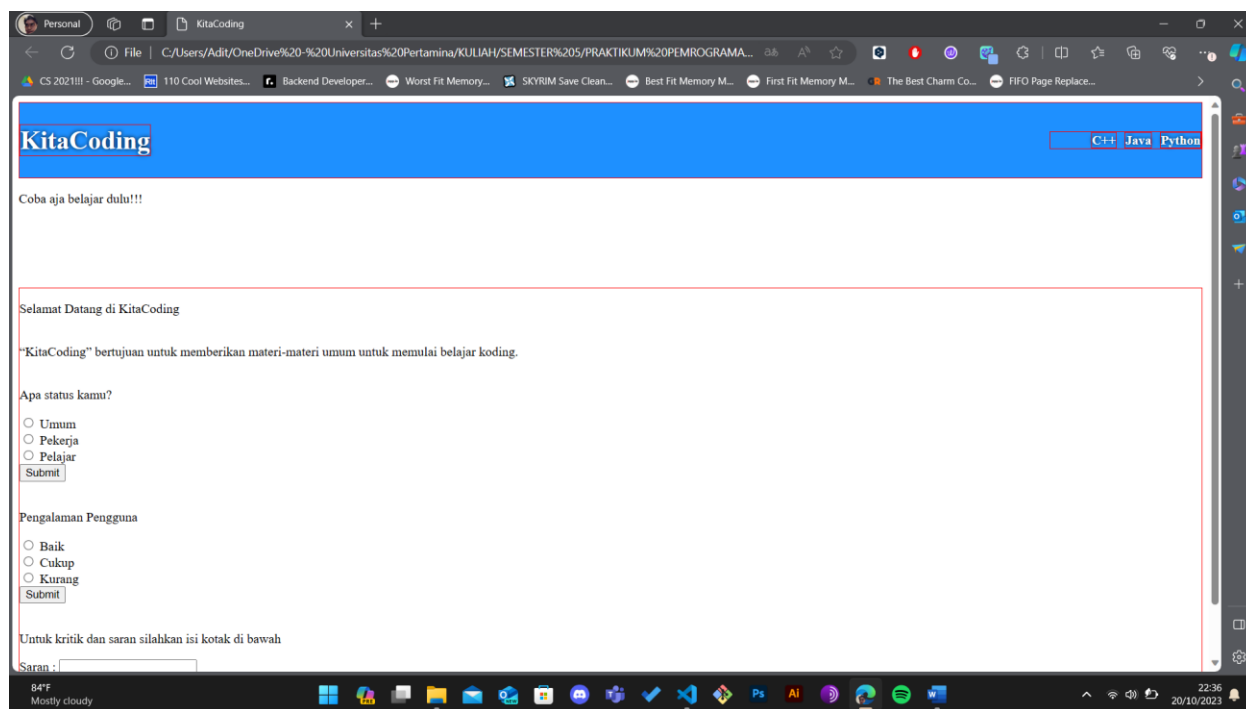 Personal
KitaCoding
File | C:/Users/Adit/OneDrive%20-%20Universitas%20Pertamina/KULIAH/SEMESTER%205/PRAKTIKUM%20PEMROGRAMA...
CS 2021!!! - Google... 110 Cool Websites... Backend Developer... Worst Fit Memory... SKYRIM Save Clean... Best Fit Memory M... First Fit Memory M... The Best Charm Co... FIFO Page Replace...
KitaCoding
C++ Java Python
Coba aja belajar dulu!!!
Selamat Datang di KitaCoding
“KitaCoding” bertujuan untuk memberikan materi-materi umum untuk memulai belajar koding.
Apa status kamu?
Umum
Pekerja
Pelajar
Submit
Pengalaman Pengguna
Baik
Cukup
Kurang
Submit
Untuk kritik dan saran silahkan isi kotak di bawah
Saran :
84°F
Mostly cloudy
22:36
20/10/2023